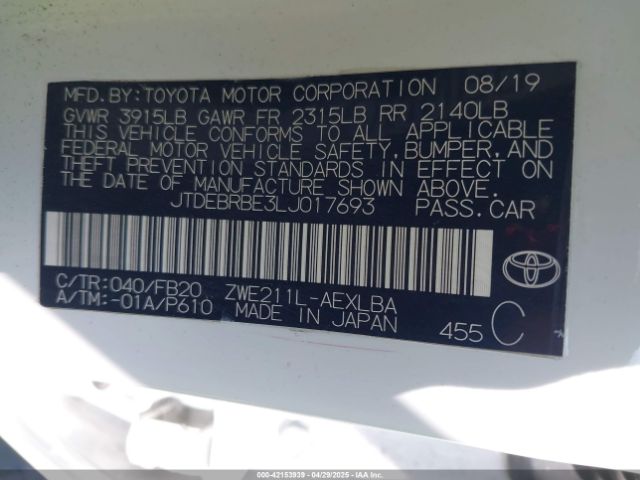 MFD.BY:TOYOTA MOTOR CORPORATION 08/19
GVWR 3915LB GAWR FR 2315LB RR 2140LB
THIS VEHICLE CONFORMS TO ALL APPLICABLE
FEDERAL MOTOR VEHICLE SAFETY,BUMPER,AND
THEFT PREVENTION STANDARDS IN EFFECT ON
THE DATE OF MANUFACTURE SHOWN ABOVE.
JTDEBRBE3LJ017693 PASS.CAR
C/TR:040/FB20 ZWE211L-AEXLBA
A/TM:-01A/P610 MADE IN JAPAN 455 C
000-42153939 - 04/29/2025 - IAAI.COM